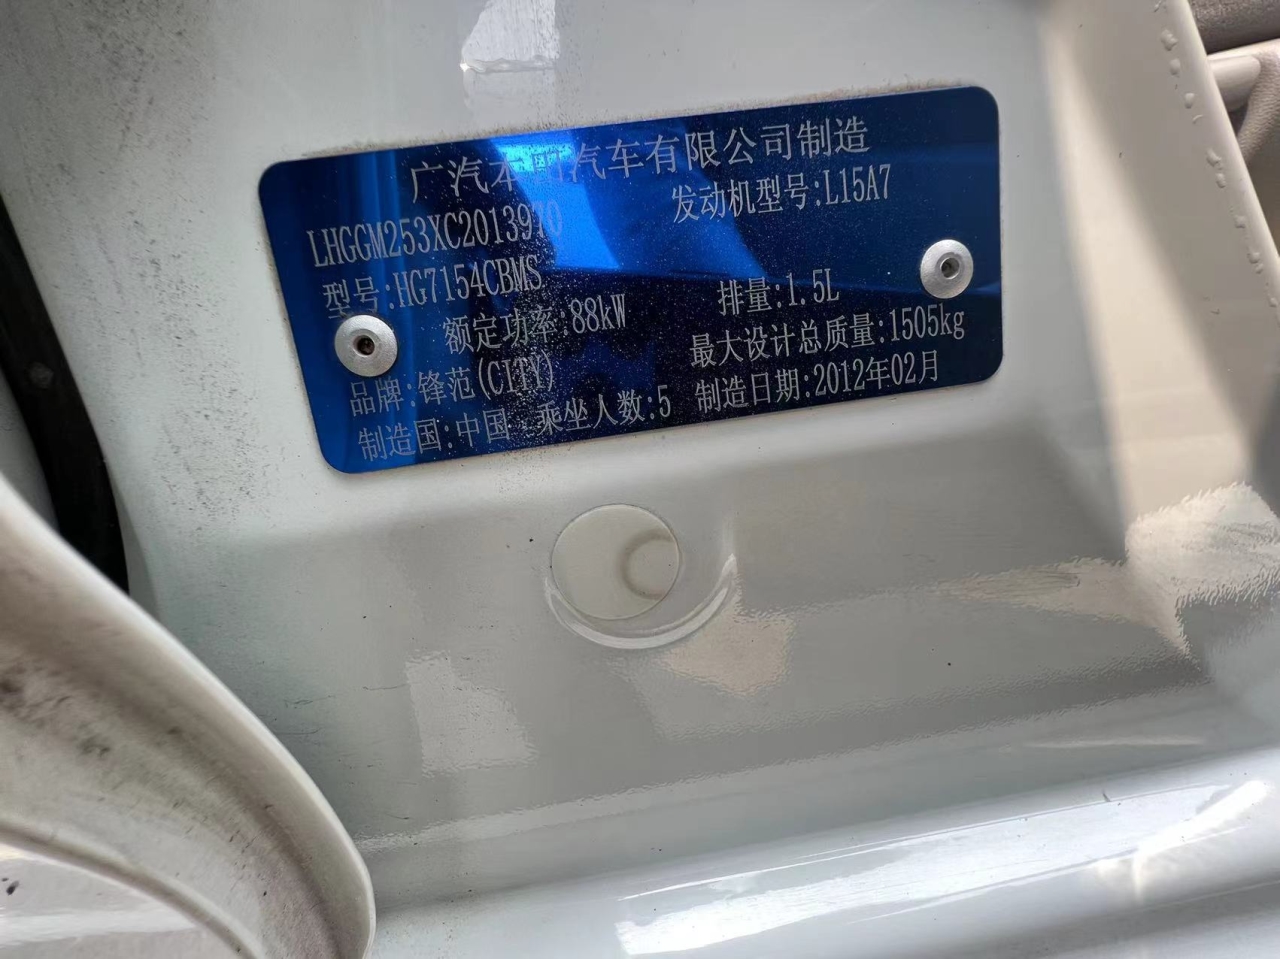 广汽本田汽车有限公司制造
LHGGM253XC2013970 发动机型号:L15A7
型号:HG7154CBMS 排量:1.5L
额定功率:88kW 最大设计总质量:1505kg
品牌:锋范(CITY) 制造日期:2012年02月
制造国:中国 乘坐人数:5